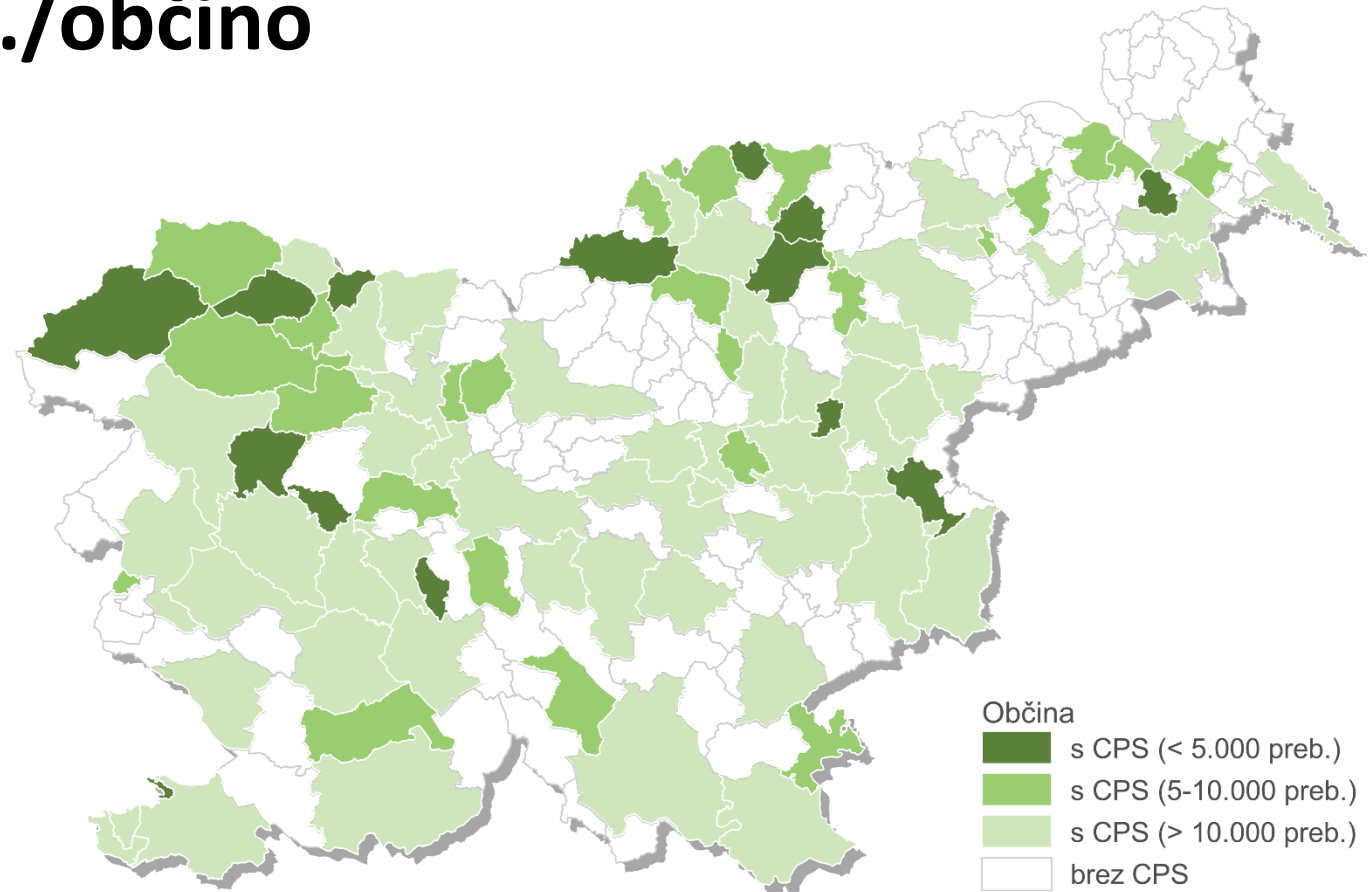 ./občino
Občina
s CPS (< 5.000 preb.)
s CPS (5-10.000 preb.)
s CPS (> 10.000 preb.)
brez CPS